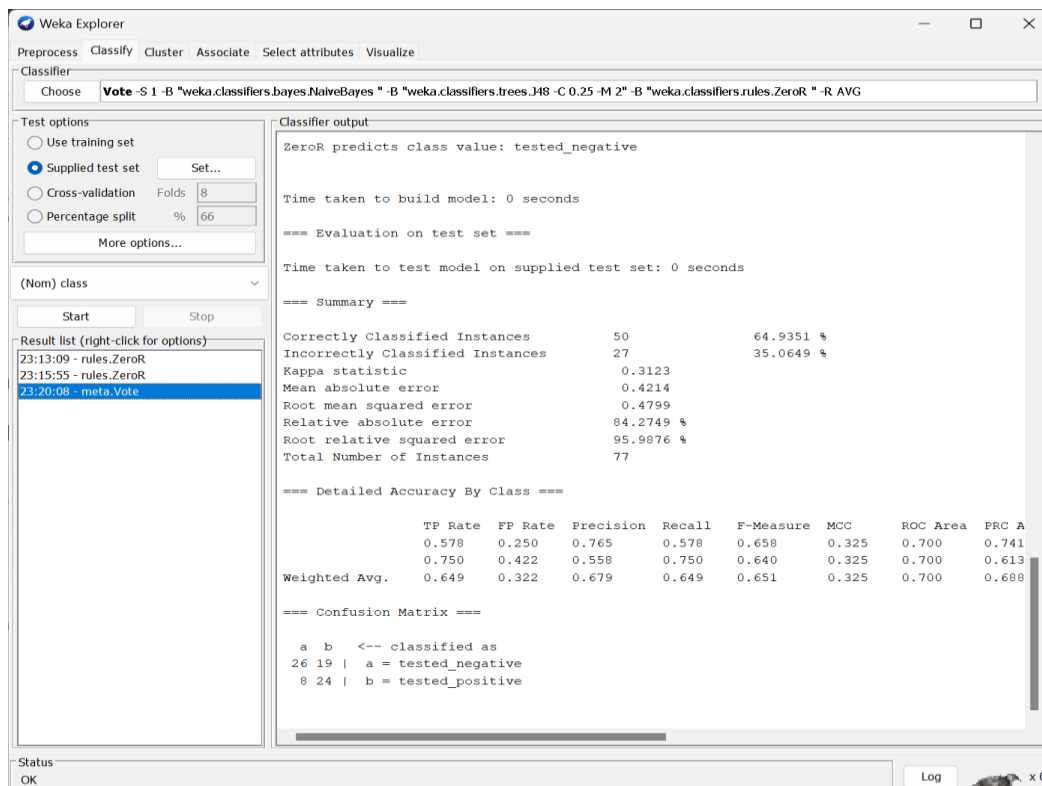 Weka Explorer
Preprocess Classify Cluster Associate Select attributes Visualize
Classifier
Choose Vote -S 1 -B "weka.classifiers.bayes.NaiveBayes " -B "weka.classifiers.trees.J48 -C 0.25 -M 2" -B "weka.classifiers.rules.ZeroR " -R AVG
Test options
Use training set
Supplied test set Set...
Cross-validation Folds 8
Percentage split % 66
More options...
(Nom) class
Start Stop
Result list (right-click for options)
23:13:09 - rules.ZeroR
23:15:55 - rules.ZeroR
23:20:08 - meta.Vote
Classifier output
ZeroR predicts class value: tested_negative
Time taken to build model: 0 seconds
=== Evaluation on test set ===
Time taken to test model on supplied test set: 0 seconds
=== Summary ===
Correctly Classified Instances 50 64.9351 %
Incorrectly Classified Instances 27 35.0649 %
Kappa statistic 0.3123
Mean absolute error 0.4214
Root mean squared error 0.4799
Relative absolute error 84.2749 %
Root relative squared error 95.9876 %
Total Number of Instances 77
=== Detailed Accuracy By Class ===
TP Rate FP Rate Precision Recall F-Measure MCC ROC Area PRC A
0.578 0.250 0.765 0.578 0.658 0.325 0.700 0.741
0.750 0.422 0.558 0.750 0.640 0.325 0.700 0.613
Weighted Avg. 0.649 0.322 0.679 0.649 0.651 0.325 0.700 0.688
=== Confusion Matrix ===
a b <-- classified as
26 19 | a = tested_negative
8 24 | b = tested_positive
Status
OK
Log
x 0